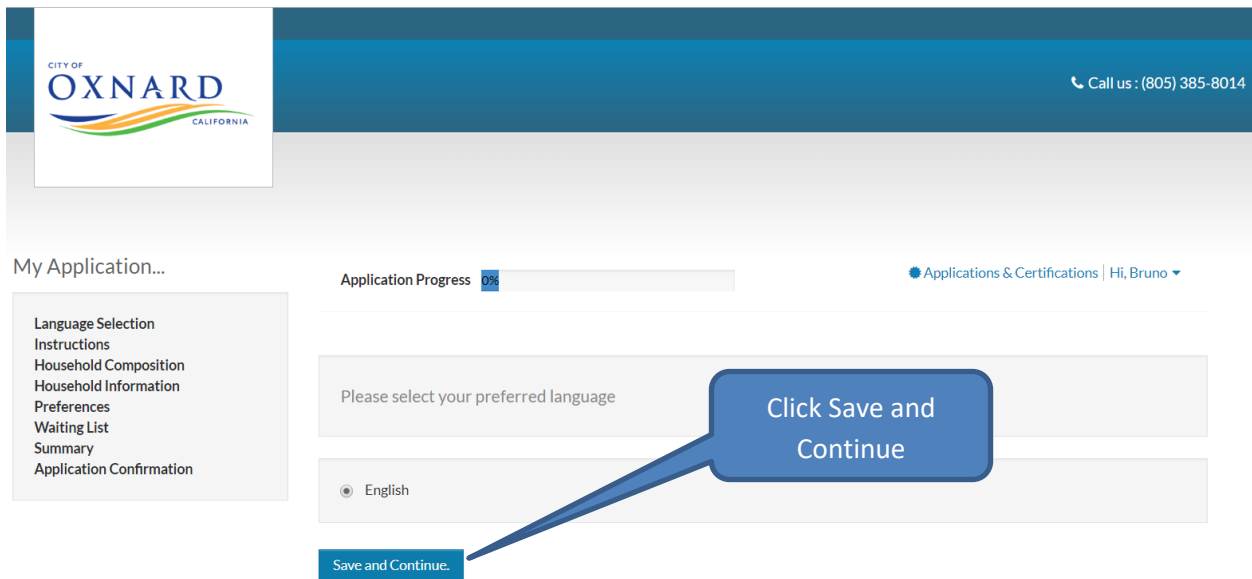 CITY OF
OXNARD
CALIFORNIA
Call us : (805) 385-8014
My Application...
Application Progress 0%
Applications & Certifications | Hi, Bruno
Language Selection
Instructions
Household Composition
Household Information
Preferences
Waiting List
Summary
Application Confirmation
Please select your preferred language
Click Save and
Continue
English
Save and Continue.